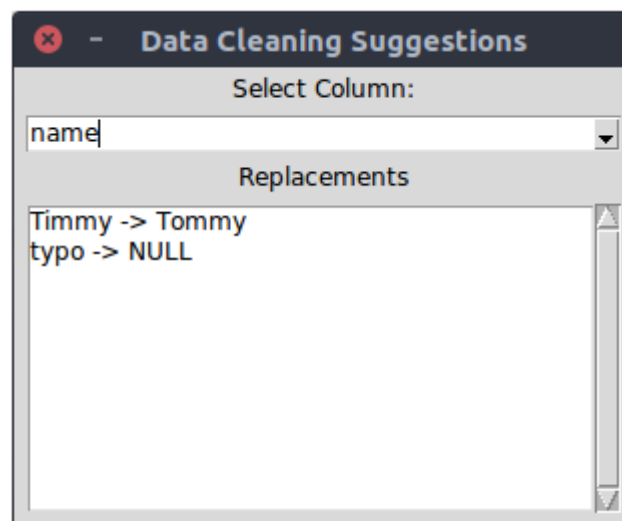 Data Cleaning Suggestions
Select Column:
name
Replacements
Timmy -> Tommy
typo -> NULL